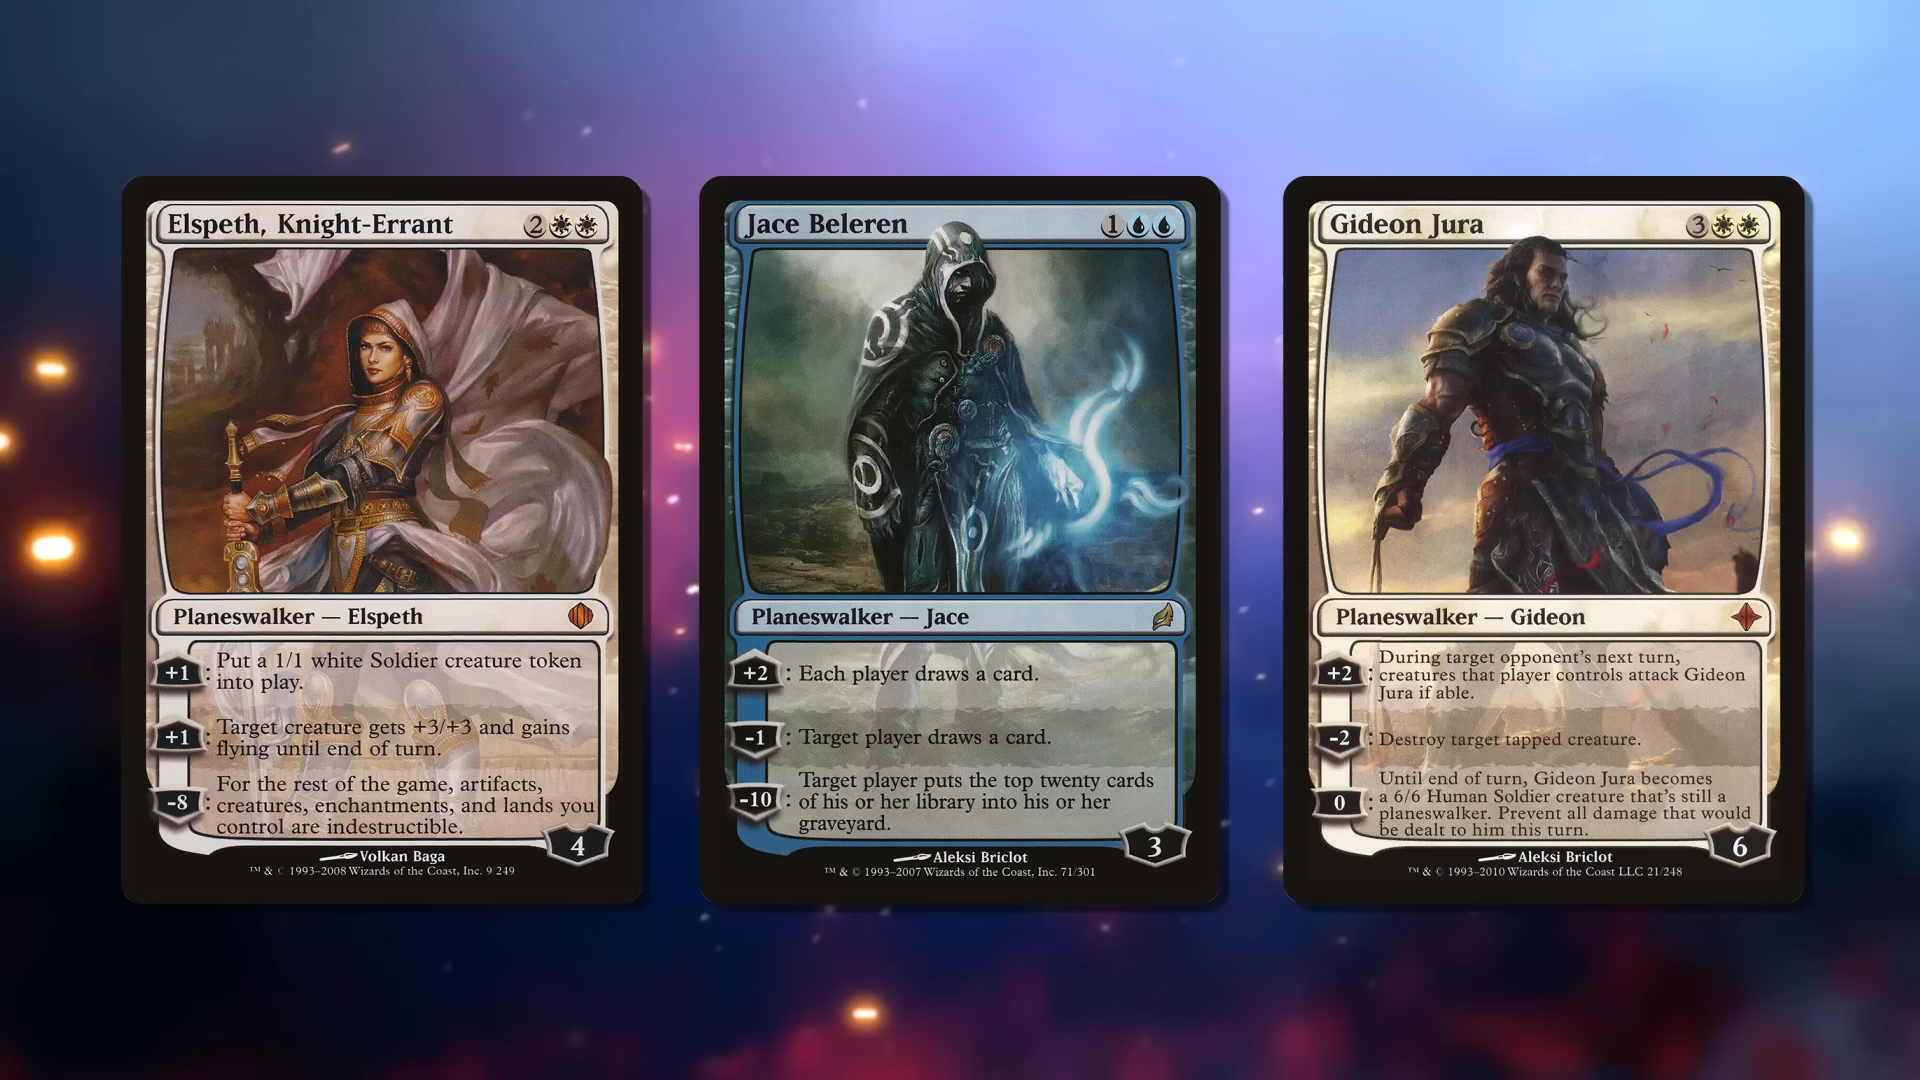 Elspeth, Knight-Errant
2
Planeswalker — Elspeth
+1 : Put a 1/1 white Soldier creature token
into play.
+1 : Target creature gets +3/+3 and gains
flying until end of turn.
For the rest of the game, artifacts,
-8 : creatures, enchantments, and lands you
control are indestructible.
4
Volkan Baga
™ & © 1993–2008 Wizards of the Coast, Inc. 9/249
Jace Beleren
1
Planeswalker — Jace
+2 : Each player draws a card.
-1 : Target player draws a card.
Target player puts the top twenty cards
-10 : of his or her library into his or her
graveyard.
3
Aleksi Briclot
™ & © 1993–2007 Wizards of the Coast, Inc. 71/301
Gideon Jura
3
Planeswalker — Gideon
During target opponent's next turn,
+2 : creatures that player controls attack Gideon
Jura if able.
-2 : Destroy target tapped creature.
Until end of turn, Gideon Jura becomes
0 : a 6/6 Human Soldier creature that's still a
planeswalker. Prevent all damage that would
be dealt to him this turn.
6
Aleksi Briclot
™ & © 1993–2010 Wizards of the Coast LLC 21/248